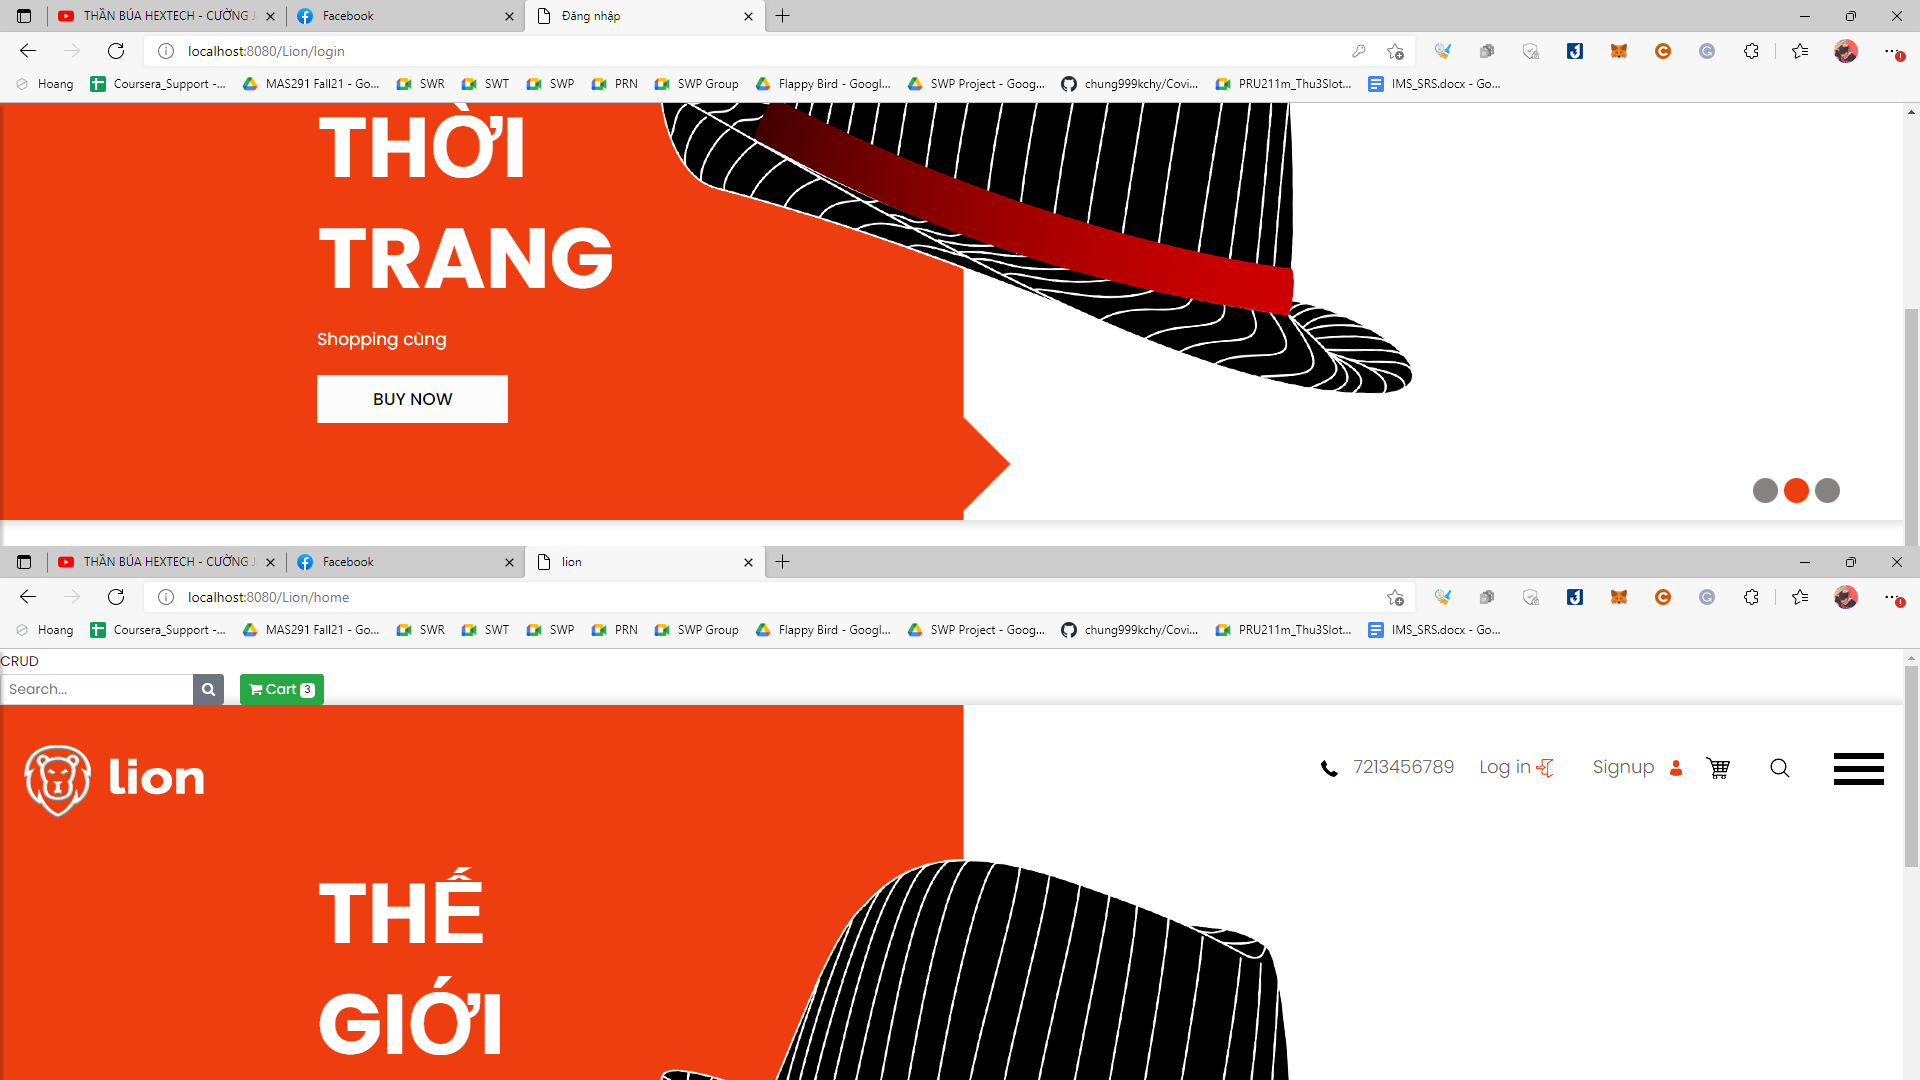 THẦN BÚA HEXTECH - CƯỜNG
Facebook
Đăng nhập
localhost:8080/Lion/login
Hoang
Coursera_Support -...
MAS291 Fall21 - Go...
SWR
SWT
SWP
PRN
SWP Group
Flappy Bird - Googl...
SWP Project - Goog...
chung999kchy/Covi...
PRU211m_Thu3Slot...
IMS_SRS.docx - Go...
THỜI
TRANG
Shopping cùng
BUY NOW
THẦN BÚA HEXTECH - CƯỜNG
Facebook
lion
localhost:8080/Lion/home
Hoang
Coursera_Support -...
MAS291 Fall21 - Go...
SWR
SWT
SWP
PRN
SWP Group
Flappy Bird - Googl...
SWP Project - Goog...
chung999kchy/Covi...
PRU211m_Thu3Slot...
IMS_SRS.docx - Go...
CRUD
Search...
Cart 3
lion
7213456789
Log in
Signup
THẾ
GIỚI